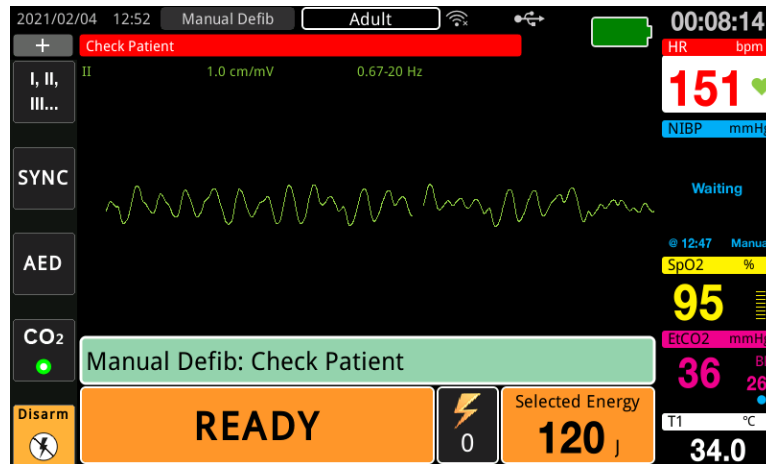 2021/02/04 12:52 Manual Defib Adult 00:08:14
+ Check Patient
HR bpm
151
I, II,
III...
II 1.0 cm/mV 0.67-20 Hz
NIBP mmHg
Waiting
@ 12:47 Manua
SYNC
AED
SpO2 %
95
CO2
EtCO2 mmHg
36
26
Manual Defib: Check Patient
Disarm
READY
0
Selected Energy
120 J
T1 °C
34.0